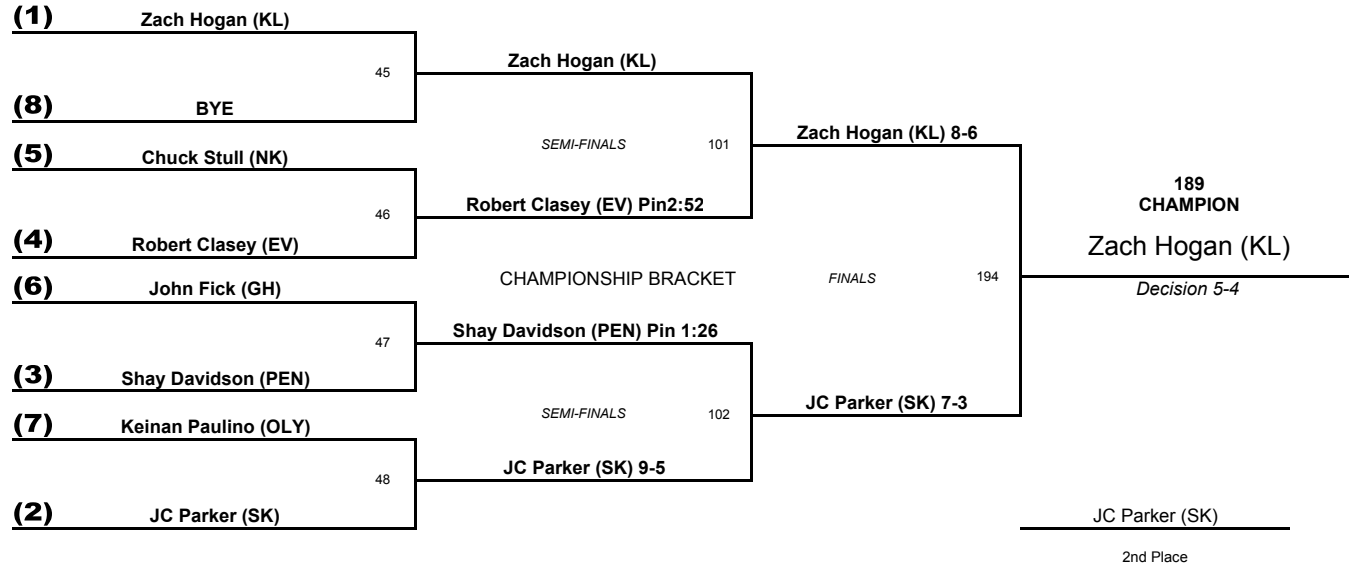 (1) Zach Hogan (KL)
45
Zach Hogan (KL)
(8) BYE
SEMI-FINALS 101
Zach Hogan (KL) 8-6
(5) Chuck Stull (NK)
46
Robert Clasey (EV) Pin2:52
(4) Robert Clasey (EV)
189
CHAMPION
Zach Hogan (KL)
Decision 5-4
CHAMPIONSHIP BRACKET
FINALS 194
(6) John Fick (GH)
47
Shay Davidson (PEN) Pin 1:26
(3) Shay Davidson (PEN)
SEMI-FINALS 102
JC Parker (SK) 7-3
(7) Keinan Paulino (OLY)
48
JC Parker (SK) 9-5
(2) JC Parker (SK)
JC Parker (SK)
2nd Place